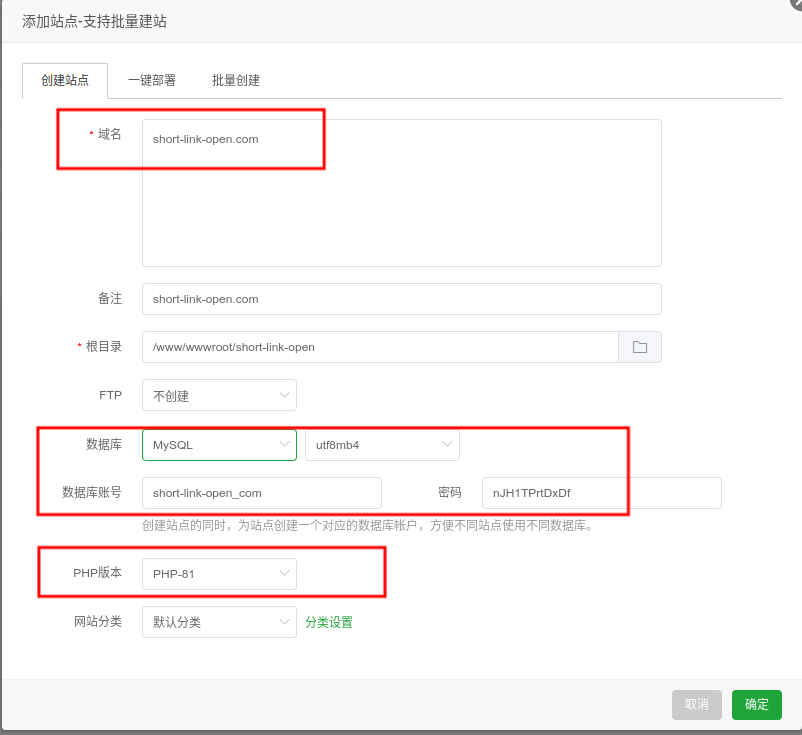 添加站点-支持批量建站
创建站点 一键部署 批量创建
* 域名 short-link-open.com
备注 short-link-open.com
* 根目录 /www/wwwroot/short-link-open
FTP 不创建
数据库 MySQL utf8mb4
数据库账号 short-link-open_com 密码 nJH1TPrtDxDf
创建站点的同时，为站点创建一个对应的数据库帐户，方便不同站点使用不同数据库。
PHP版本 PHP-81
网站分类 默认分类 分类设置
取消 确定